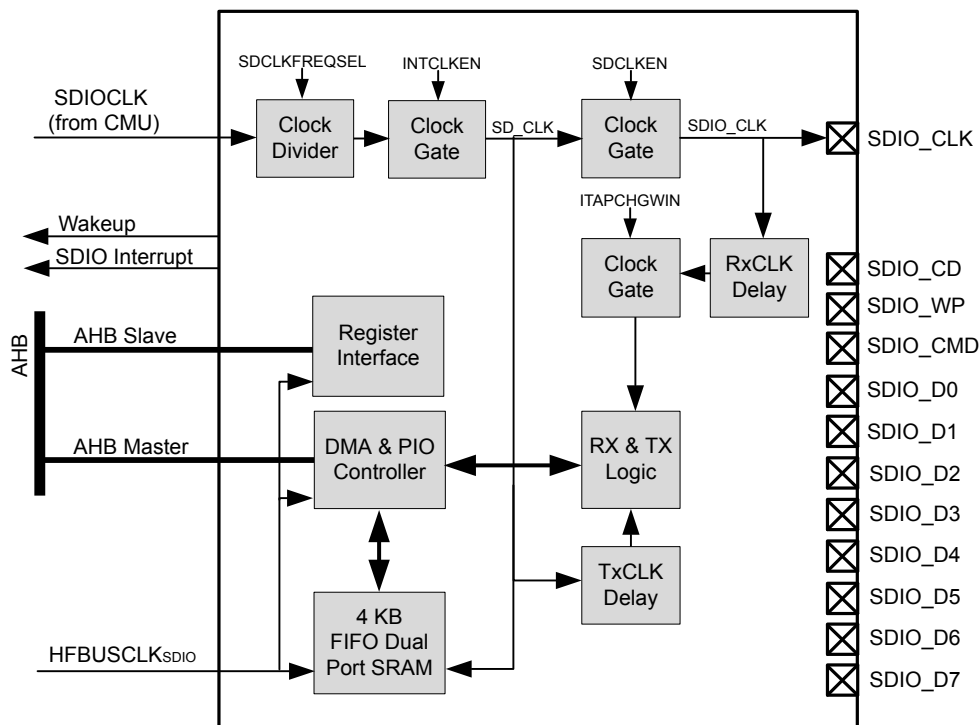 SDCLKFREQSEL
INTCLKEN
SDCLKEN
SDIOCLK
(from CMU)
Clock
Divider
Clock
Gate
SD_CLK
Clock
Gate
SDIO_CLK
SDIO_CLK
ITAPCHGWIN
Wakeup
SDIO Interrupt
Clock
Gate
RxCLK
Delay
SDIO_CD
SDIO_WP
SDIO_CMD
SDIO_D0
SDIO_D1
SDIO_D2
SDIO_D3
SDIO_D4
SDIO_D5
SDIO_D6
SDIO_D7
AHB
AHB Slave
Register
Interface
AHB Master
DMA & PIO
Controller
RX & TX
Logic
TxCLK
Delay
4 KB
FIFO Dual
Port SRAM
HFBUSCLKSDIO